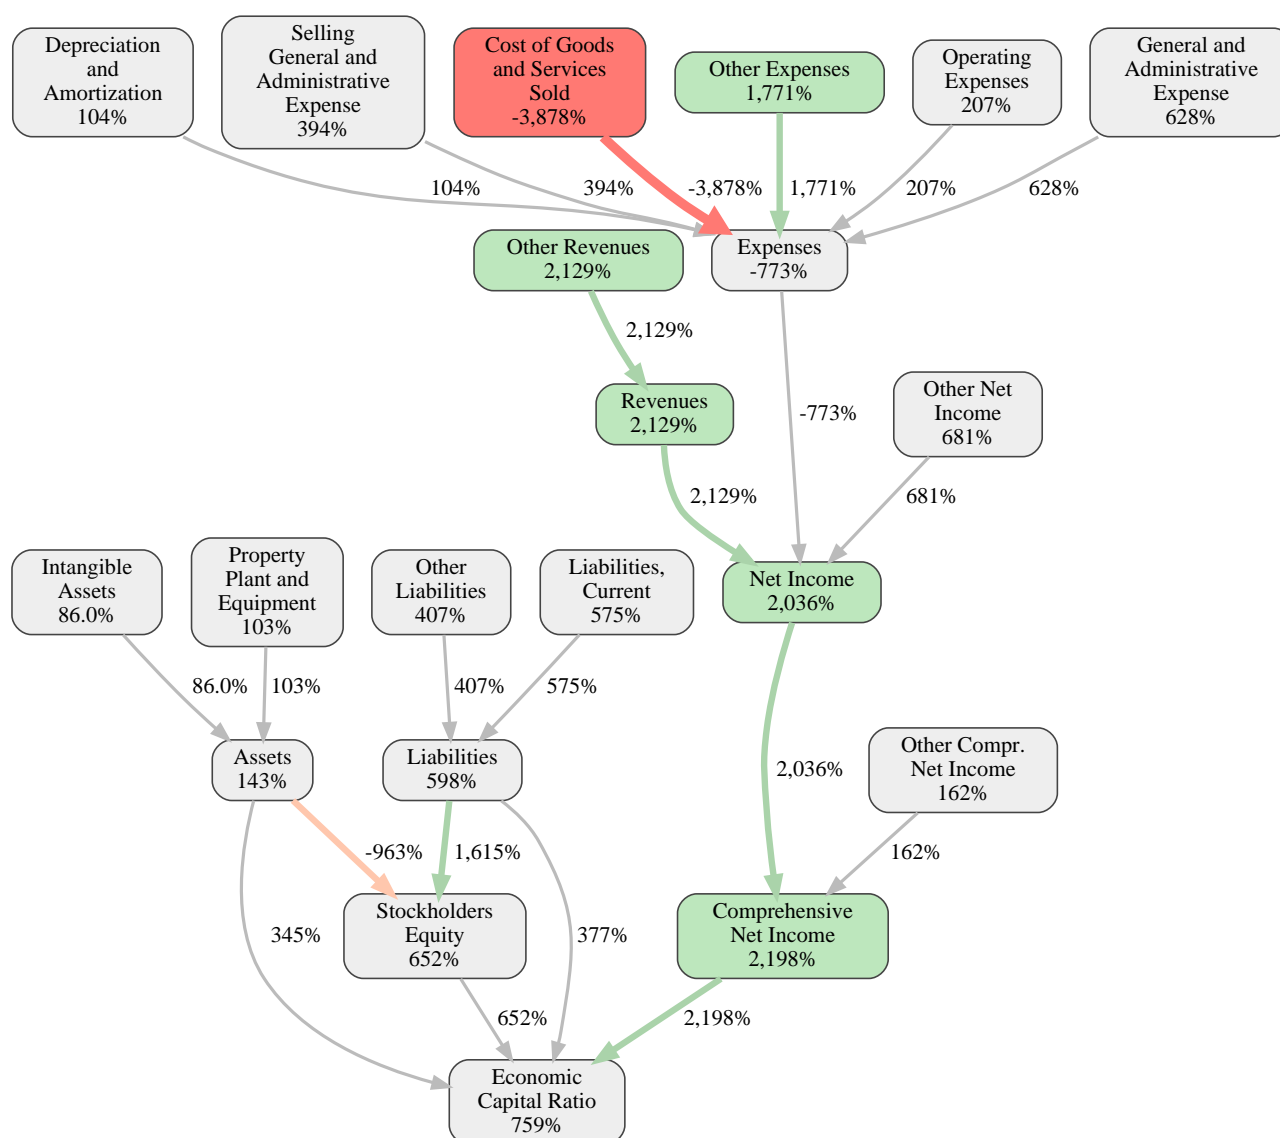 Depreciation
and
Amortization
104%
Selling
General and
Administrative
Expense
394%
Cost of Goods
and Services
Sold
-3,878%
Other Expenses
1,771%
Operating
Expenses
207%
General and
Administrative
Expense
628%
104%
394%
-3,878%
1,771%
207%
628%
Other Revenues
2,129%
Expenses
-773%
2,129%
Revenues
2,129%
-773%
Other Net
Income
681%
2,129%
681%
Intangible
Assets
86.0%
Property
Plant and
Equipment
103%
Other
Liabilities
407%
Liabilities,
Current
575%
Net Income
2,036%
86.0%
103%
407%
575%
Assets
143%
Liabilities
598%
2,036%
Other Compr.
Net Income
162%
-963%
1,615%
162%
345%
Stockholders
Equity
652%
377%
Comprehensive
Net Income
2,198%
652%
2,198%
Economic
Capital Ratio
759%